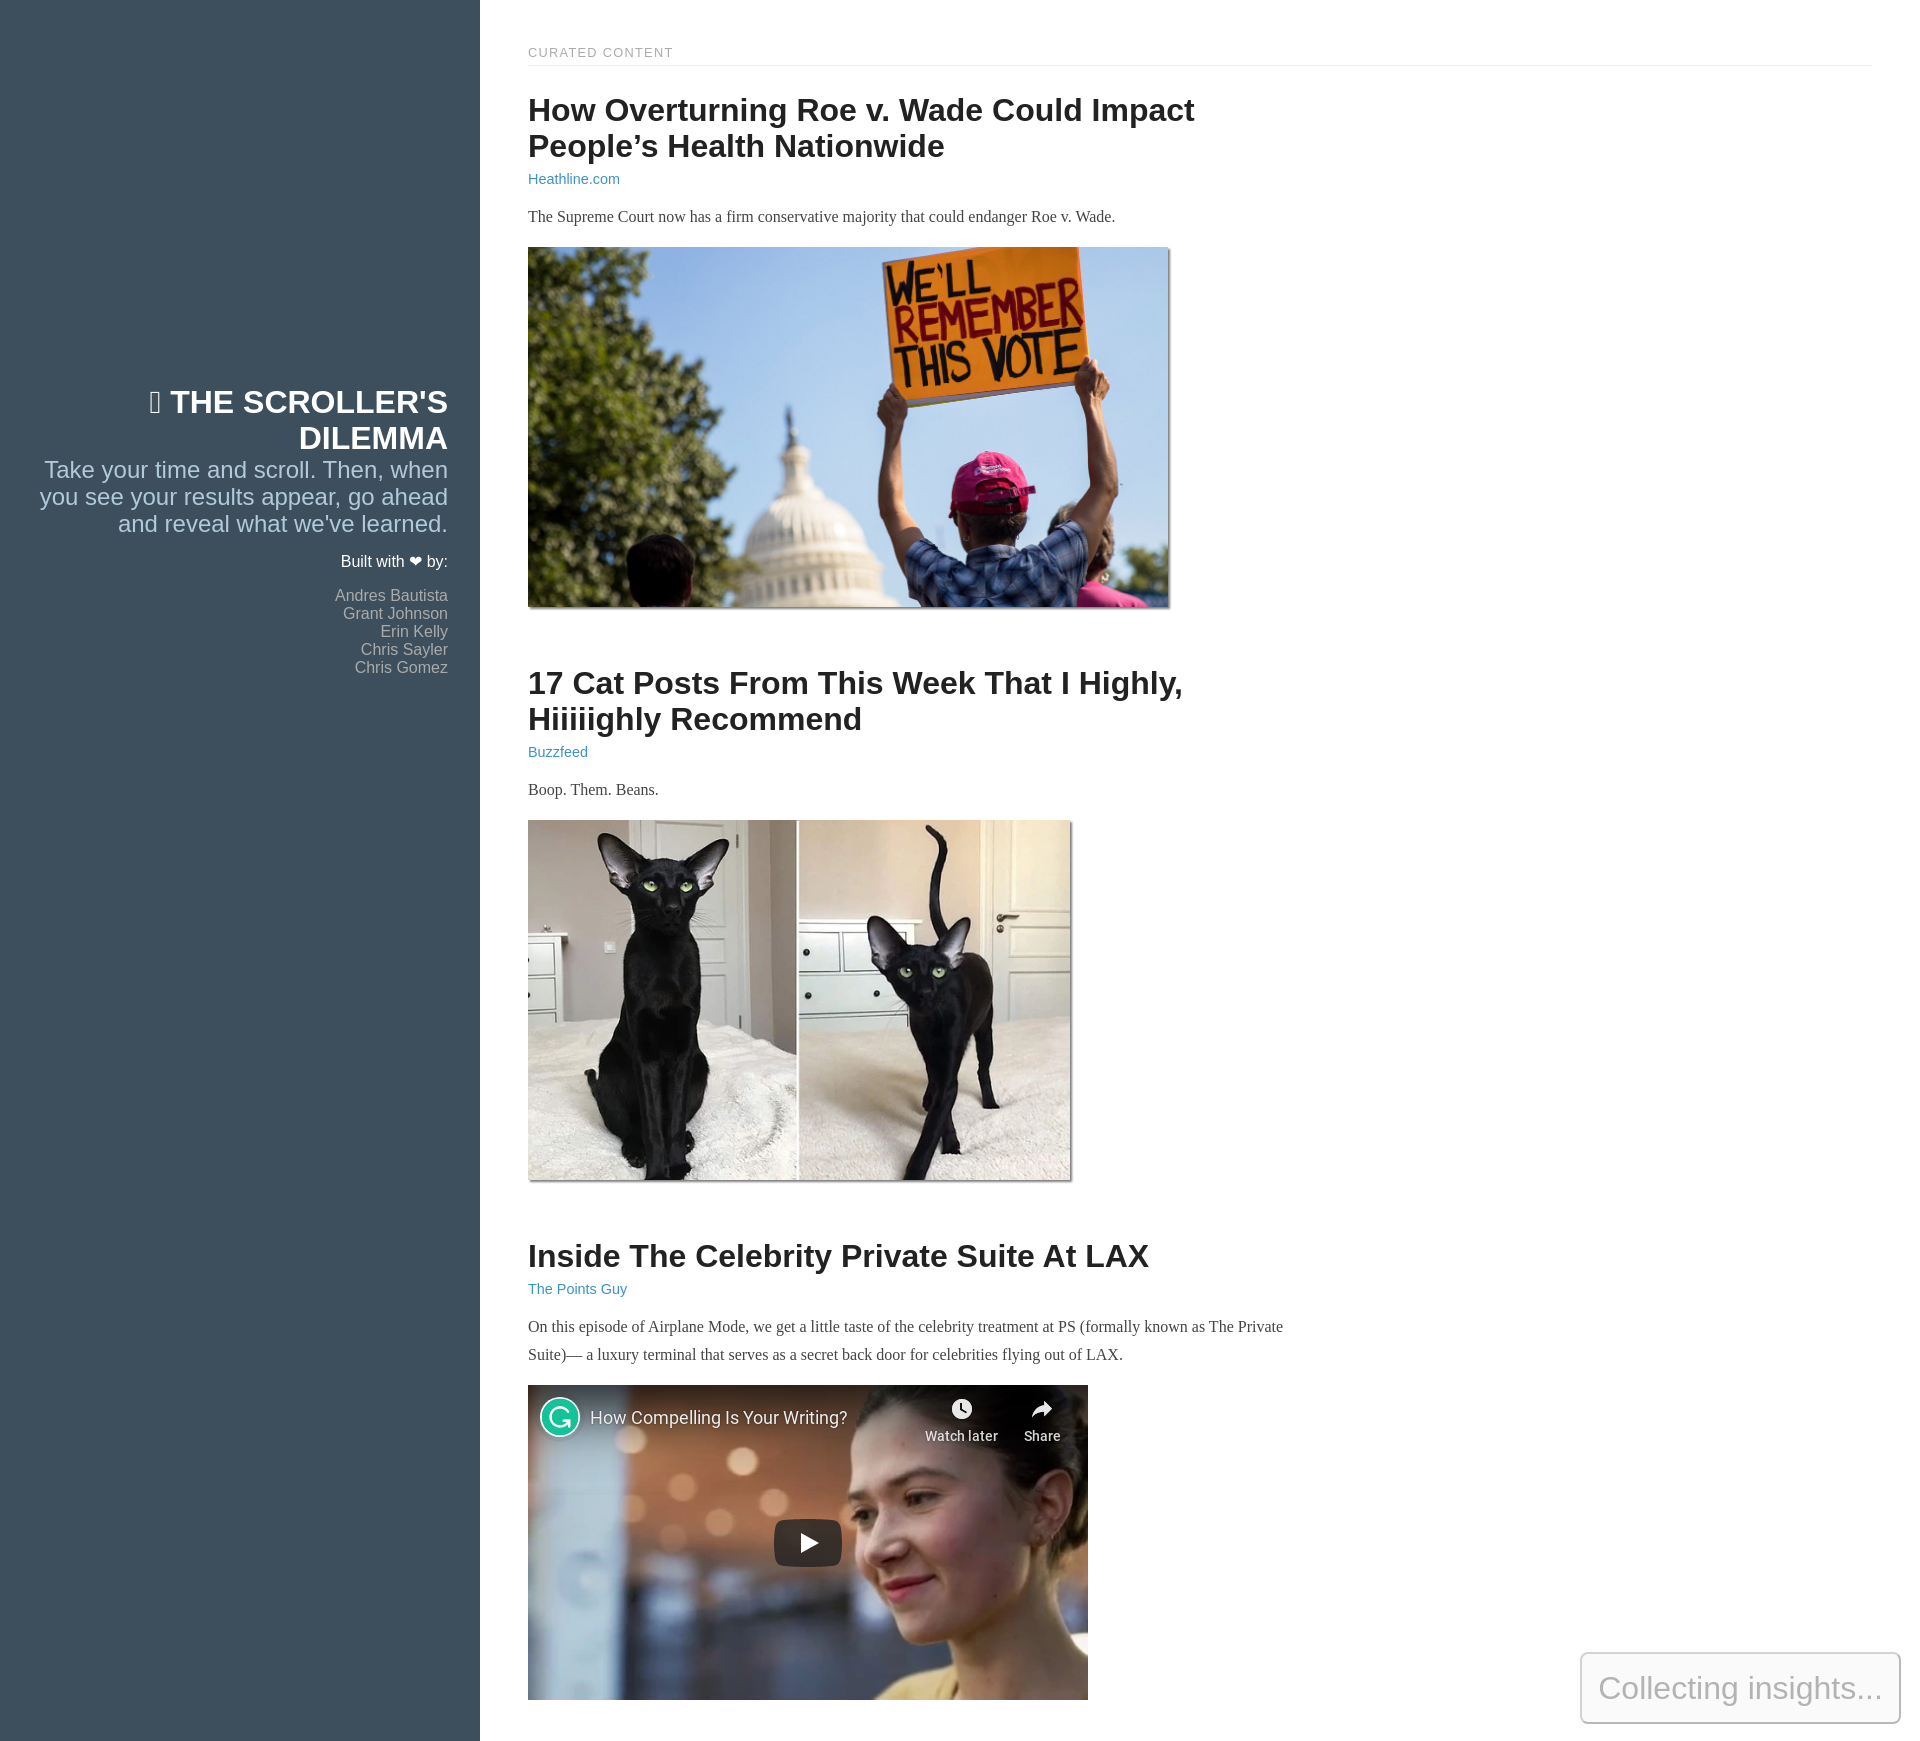 CURATED CONTENT
How Overturning Roe v. Wade Could Impact
People’s Health Nationwide
Heathline.com
The Supreme Court now has a firm conservative majority that could endanger Roe v. Wade.
WE'LL
REMEMBER
THIS VOTE
THE SCROLLER'S
DILEMMA
Take your time and scroll. Then, when
you see your results appear, go ahead
and reveal what we've learned.
Built with ❤ by:
Andres Bautista
Grant Johnson
Erin Kelly
Chris Sayler
Chris Gomez
17 Cat Posts From This Week That I Highly,
Hiiiiighly Recommend
Buzzfeed
Boop. Them. Beans.
Inside The Celebrity Private Suite At LAX
The Points Guy
On this episode of Airplane Mode, we get a little taste of the celebrity treatment at PS (formally known as The Private
Suite)— a luxury terminal that serves as a secret back door for celebrities flying out of LAX.
How Compelling Is Your Writing?
Watch later
Share
Collecting insights...